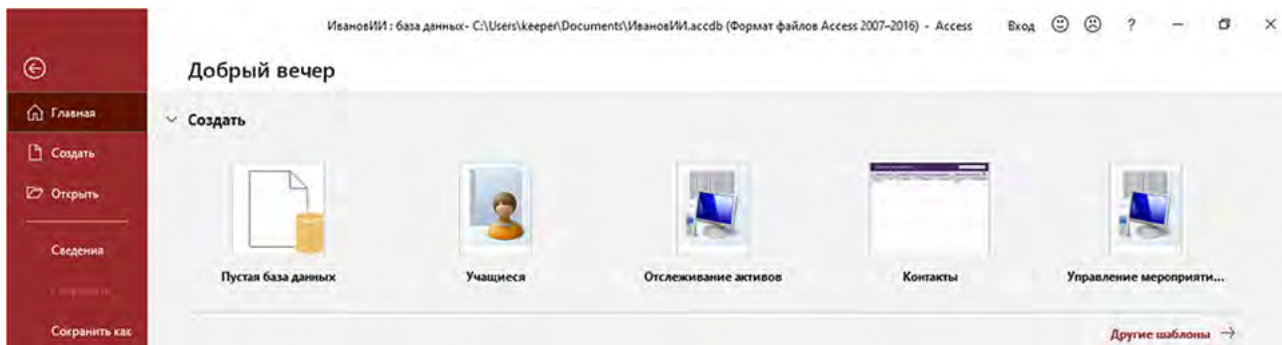 ИвановИИ : база данных- C:\Users\keeper\Documents\ИвановИИ.accdb (Формат файлов Access 2007–2016) - Access Вход ?
Добрый вечер
Главная
Создать
Создать
Открыть
Сведения
Сохранить
Сохранить как
Пустая база данных
Учащиеся
Отслеживание активов
Контакты
Управление мероприяти...
Другие шаблоны